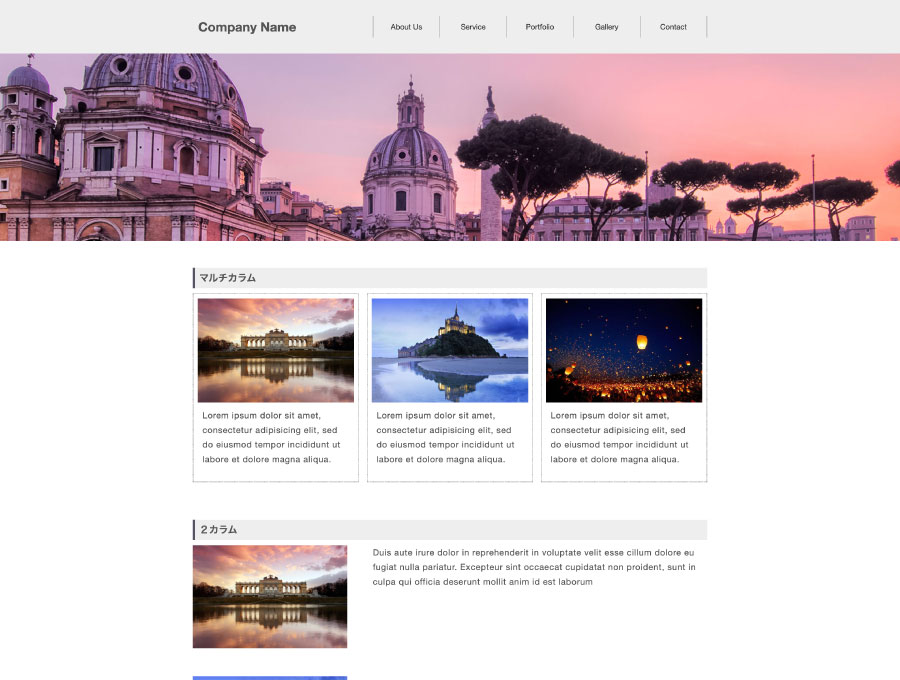 Company Name
About Us
Service
Portfolio
Gallery
Contact
マルチカラム
Lorem ipsum dolor sit amet,
consectetur adipisicing elit, sed
do eiusmod tempor incididunt ut
labore et dolore magna aliqua.
Lorem ipsum dolor sit amet,
consectetur adipisicing elit, sed
do eiusmod tempor incididunt ut
labore et dolore magna aliqua.
Lorem ipsum dolor sit amet,
consectetur adipisicing elit, sed
do eiusmod tempor incididunt ut
labore et dolore magna aliqua.
２カラム
Duis aute irure dolor in reprehenderit in voluptate velit esse cillum dolore eu
fugiat nulla pariatur. Excepteur sint occaecat cupidatat non proident, sunt in
culpa qui officia deserunt mollit anim id est laborum